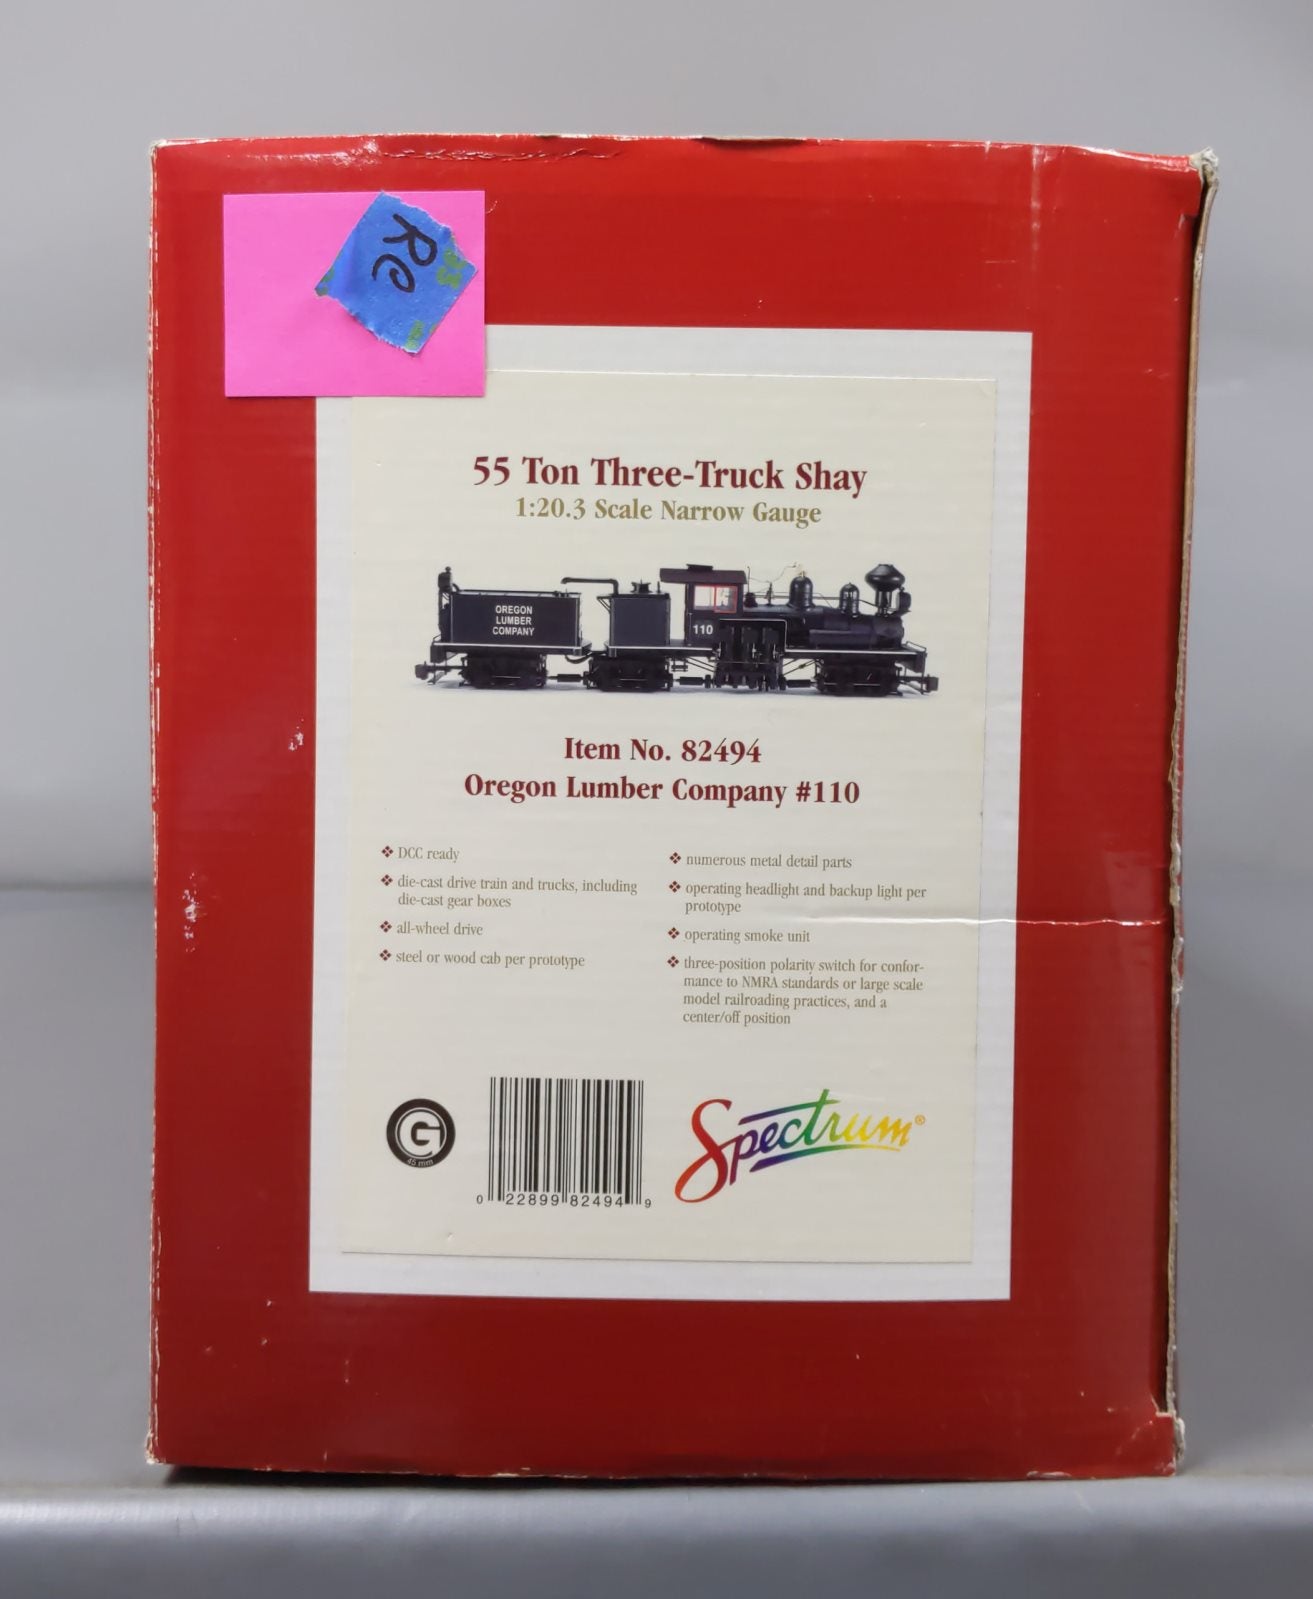 Re
55 Ton Three-Truck Shay
1:20.3 Scale Narrow Gauge
OREGON
LUMBER
COMPANY
110
Item No. 82494
Oregon Lumber Company #110
❖ DCC ready
❖ die-cast drive train and trucks, including
die-cast gear boxes
❖ all-wheel drive
❖ steel or wood cab per prototype
❖ numerous metal detail parts
❖ operating headlight and backup light per
prototype
❖ operating smoke unit
❖ three-position polarity switch for confor-
mance to NMRA standards or large scale
model railroading practices, and a
center/off position
G
45 mm
0 22899 82494 9
Spectrum®